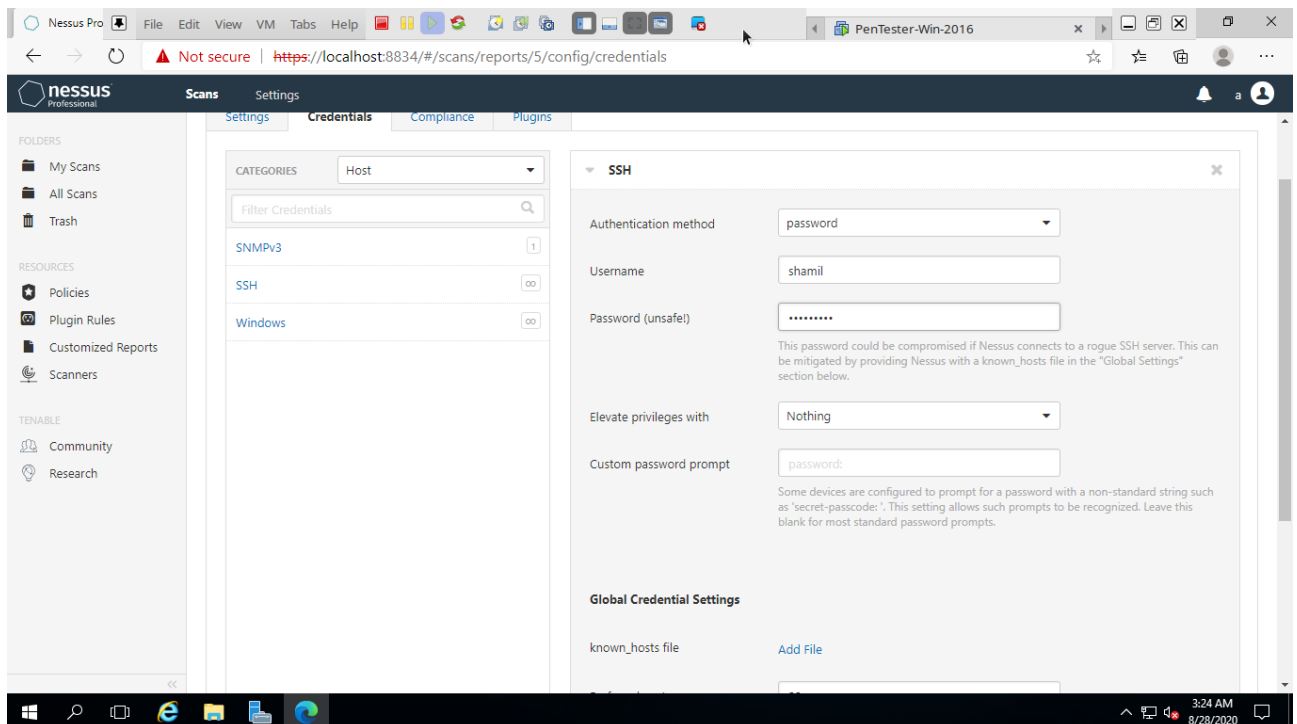 Nessus Pro File Edit View VM Tabs Help PenTester-Win-2016
Not secure | https://localhost:8834/#/scans/reports/5/config/credentials
nessus Professional Scans Settings a
Settings Credentials Compliance Plugins
FOLDERS
My Scans
All Scans
Trash
RESOURCES
Policies
Plugin Rules
Customized Reports
Scanners
TENABLE
Community
Research
CATEGORIES Host
Filter Credentials
SNMPv3 1
SSH ∞
Windows ∞
SSH
Authentication method password
Username shamil
Password (unsafe!) •••••••••
This password could be compromised if Nessus connects to a rogue SSH server. This can
be mitigated by providing Nessus with a known_hosts file in the "Global Settings"
section below.
Elevate privileges with Nothing
Custom password prompt password:
Some devices are configured to prompt for a password with a non-standard string such
as 'secret-passcode: '. This setting allows such prompts to be recognized. Leave this
blank for most standard password prompts.
Global Credential Settings
known_hosts file Add File
3:24 AM
8/28/2020